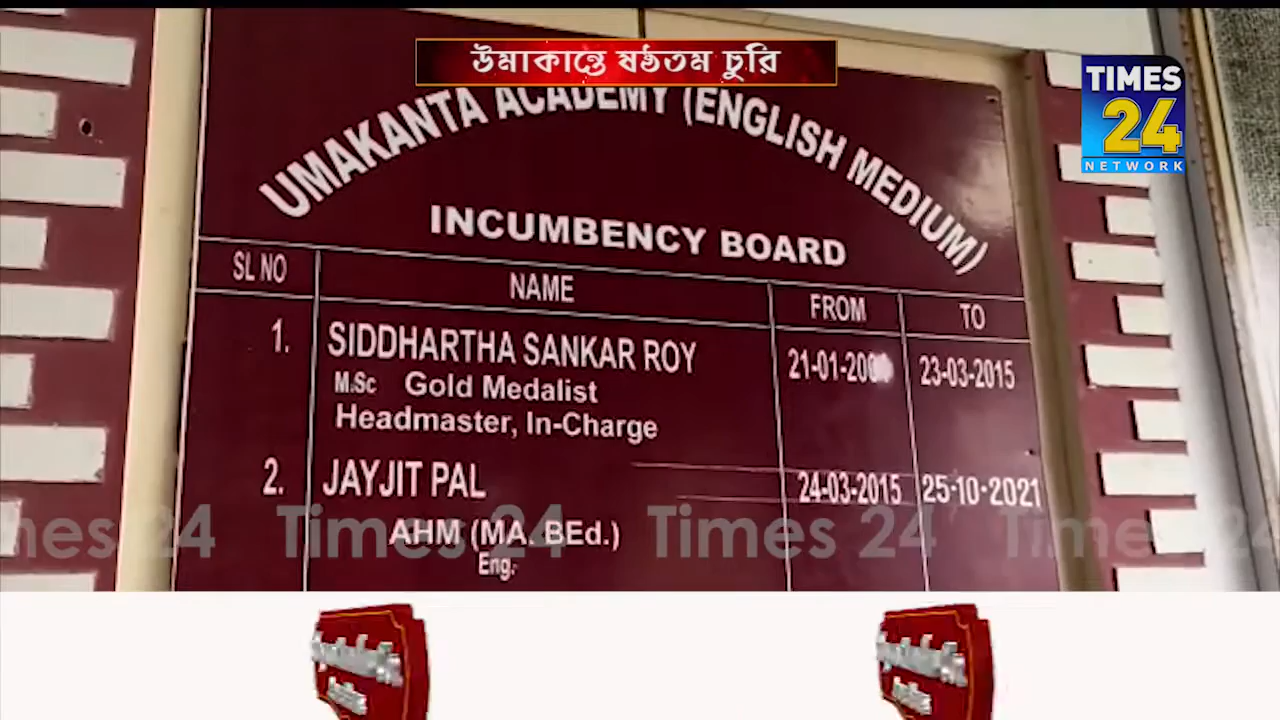 উমাকান্তে ষষ্ঠতম চুরি
TIMES
24
NETWORK
UMAKANTA ACADEMY (ENGLISH MEDIUM)
INCUMBENCY BOARD
SL NO NAME FROM TO
1. SIDDHARTHA SANKAR ROY 23-03-2015
M.Sc Gold Medalist
Headmaster, In-Charge
2. JAYJIT PAL 24-03-2015 25-10-2021
AHM (MA. BEd.)
Eng.
Times 24 Times 24